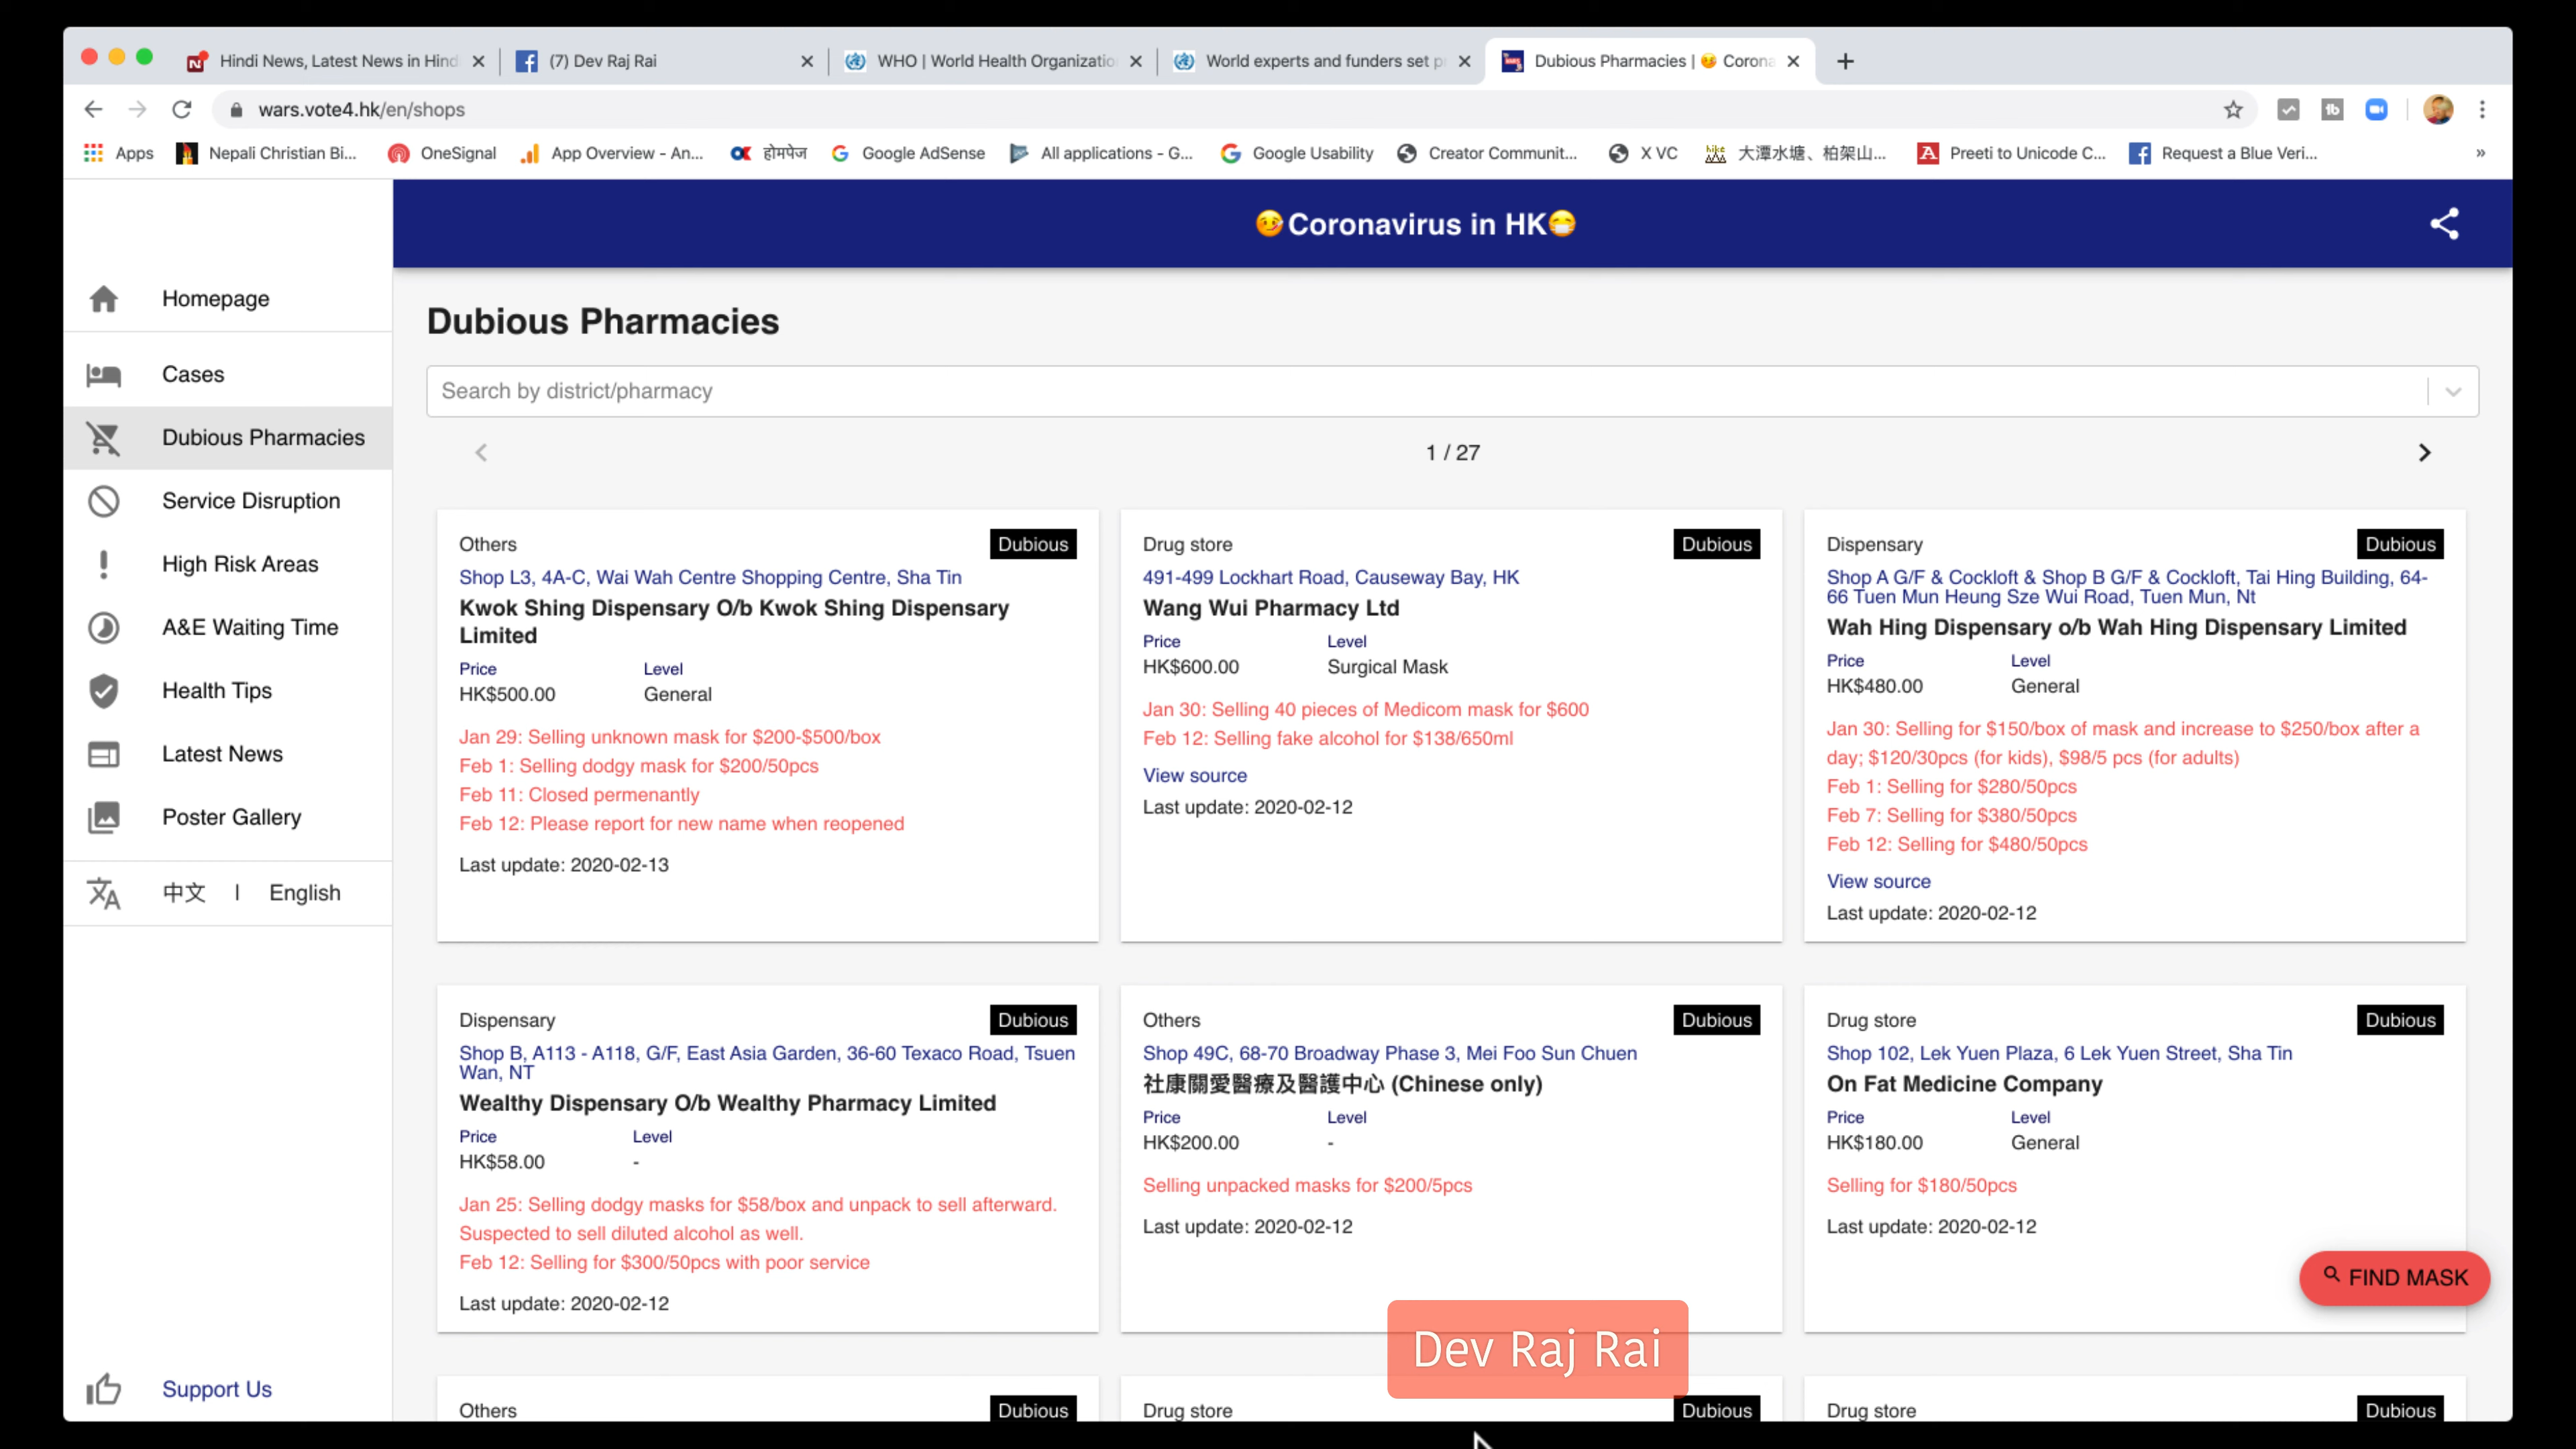 Hindi News, Latest News in Hind
(7) Dev Raj Rai
WHO | World Health Organizatio
World experts and funders set p
Dubious Pharmacies | 🤒 Corona
wars.vote4.hk/en/shops
Apps
Nepali Christian Bi...
OneSignal
App Overview - An...
होमपेज
Google AdSense
All applications - G...
Google Usability
Creator Communit...
X VC
大潭水塘、柏架山...
Preeti to Unicode C...
Request a Blue Veri...
»
🤒Coronavirus in HK😷
Homepage
Cases
Dubious Pharmacies
Service Disruption
High Risk Areas
A&E Waiting Time
Health Tips
Latest News
Poster Gallery
中文 | English
Support Us
Dubious Pharmacies
Search by district/pharmacy
1 / 27
Others
Dubious
Shop L3, 4A-C, Wai Wah Centre Shopping Centre, Sha Tin
Kwok Shing Dispensary O/b Kwok Shing Dispensary
Limited
Price Level
HK$500.00 General
Jan 29: Selling unknown mask for $200-$500/box
Feb 1: Selling dodgy mask for $200/50pcs
Feb 11: Closed permenantly
Feb 12: Please report for new name when reopened
Last update: 2020-02-13
Drug store
Dubious
491-499 Lockhart Road, Causeway Bay, HK
Wang Wui Pharmacy Ltd
Price Level
HK$600.00 Surgical Mask
Jan 30: Selling 40 pieces of Medicom mask for $600
Feb 12: Selling fake alcohol for $138/650ml
View source
Last update: 2020-02-12
Dispensary
Dubious
Shop A G/F & Cockloft & Shop B G/F & Cockloft, Tai Hing Building, 64-
66 Tuen Mun Heung Sze Wui Road, Tuen Mun, Nt
Wah Hing Dispensary o/b Wah Hing Dispensary Limited
Price Level
HK$480.00 General
Jan 30: Selling for $150/box of mask and increase to $250/box after a
day; $120/30pcs (for kids), $98/5 pcs (for adults)
Feb 1: Selling for $280/50pcs
Feb 7: Selling for $380/50pcs
Feb 12: Selling for $480/50pcs
View source
Last update: 2020-02-12
Dispensary
Dubious
Shop B, A113 - A118, G/F, East Asia Garden, 36-60 Texaco Road, Tsuen
Wan, NT
Wealthy Dispensary O/b Wealthy Pharmacy Limited
Price Level
HK$58.00 -
Jan 25: Selling dodgy masks for $58/box and unpack to sell afterward.
Suspected to sell diluted alcohol as well.
Feb 12: Selling for $300/50pcs with poor service
Last update: 2020-02-12
Others
Dubious
Shop 49C, 68-70 Broadway Phase 3, Mei Foo Sun Chuen
社康關愛醫療及醫護中心 (Chinese only)
Price Level
HK$200.00 -
Selling unpacked masks for $200/5pcs
Last update: 2020-02-12
Drug store
Dubious
Shop 102, Lek Yuen Plaza, 6 Lek Yuen Street, Sha Tin
On Fat Medicine Company
Price Level
HK$180.00 General
Selling for $180/50pcs
Last update: 2020-02-12
FIND MASK
Dev Raj Rai
Others
Dubious
Drug store
Dubious
Drug store
Dubious